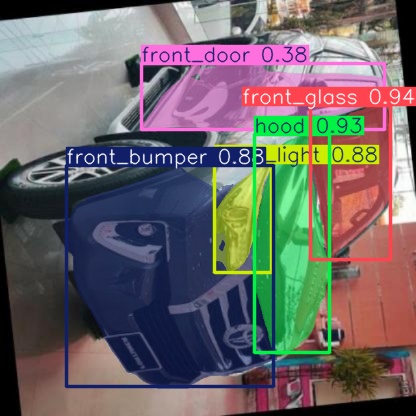 front_door 0.38
front_glass 0.94
hood 0.93
front_bumper 0.88
_light 0.88